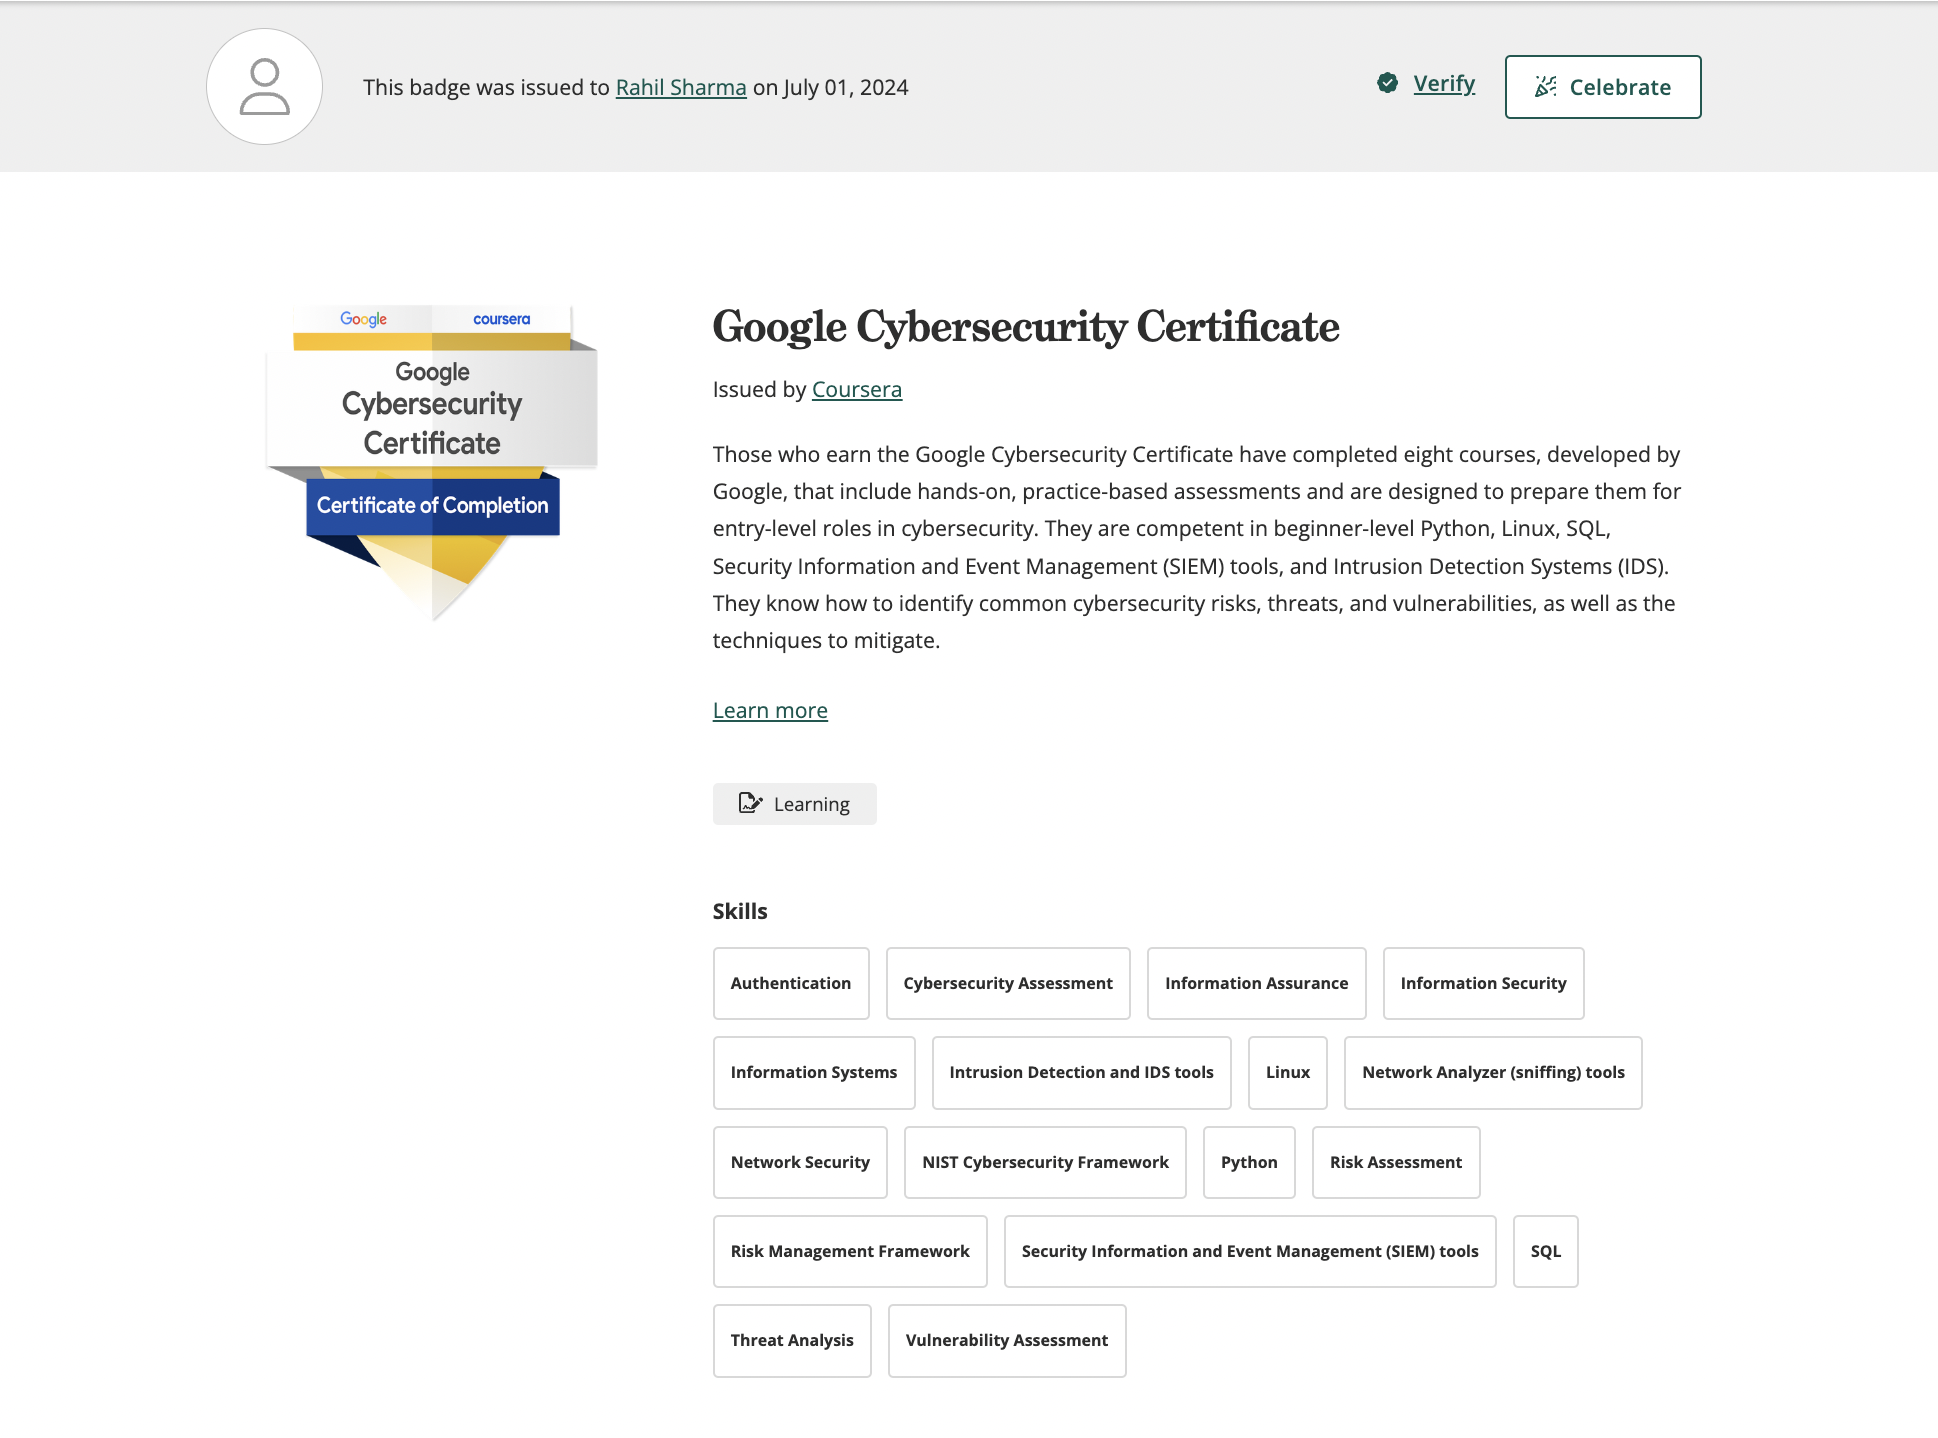 This badge was issued to Rahil Sharma on July 01, 2024
Verify
Celebrate
Google
coursera
Google
Cybersecurity
Certificate
Certificate of Completion
Google Cybersecurity Certificate
Issued by Coursera
Those who earn the Google Cybersecurity Certificate have completed eight courses, developed by
Google, that include hands-on, practice-based assessments and are designed to prepare them for
entry-level roles in cybersecurity. They are competent in beginner-level Python, Linux, SQL,
Security Information and Event Management (SIEM) tools, and Intrusion Detection Systems (IDS).
They know how to identify common cybersecurity risks, threats, and vulnerabilities, as well as the
techniques to mitigate.
Learn more
Learning
Skills
Authentication
Cybersecurity Assessment
Information Assurance
Information Security
Information Systems
Intrusion Detection and IDS tools
Linux
Network Analyzer (sniffing) tools
Network Security
NIST Cybersecurity Framework
Python
Risk Assessment
Risk Management Framework
Security Information and Event Management (SIEM) tools
SQL
Threat Analysis
Vulnerability Assessment